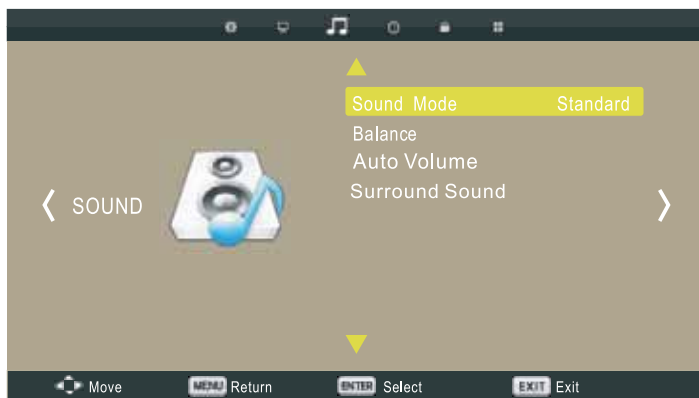 Sound Mode Standard
Balance
Auto Volume
Surround Sound
SOUND
Move MENU Return ENTER Select EXIT Exit